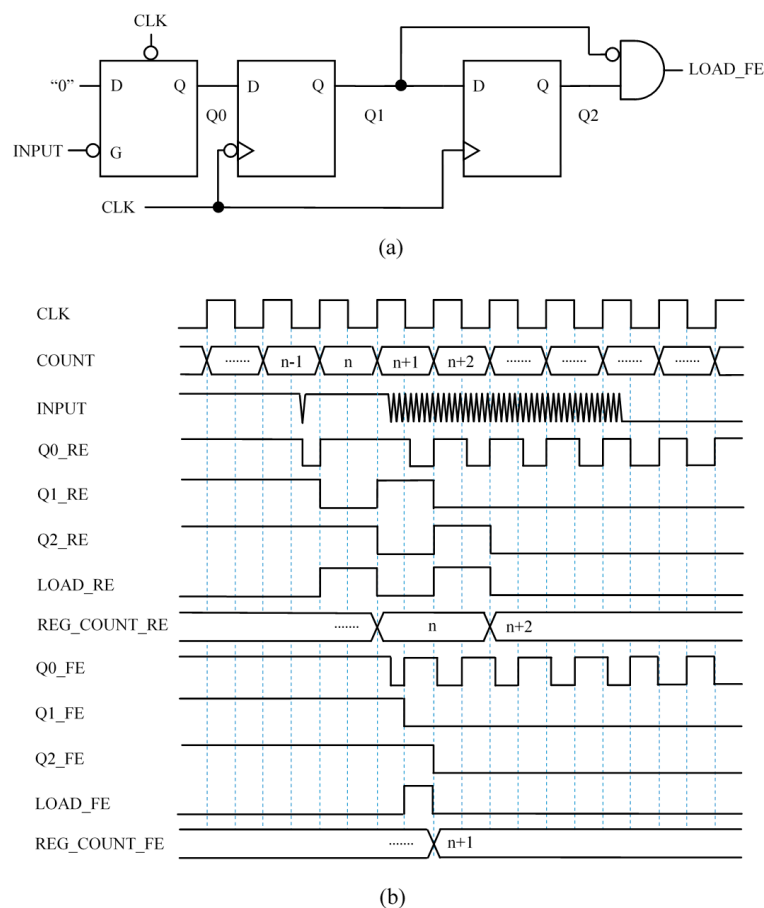 CLK
D Q D Q D Q
"0"
Q0 Q1 Q2
LOAD_FE
INPUT
G
CLK
(a)
CLK
COUNT ........ n-1 n n+1 n+2 ........ ........ ........ ........
INPUT
Q0_RE
Q1_RE
Q2_RE
LOAD_RE
REG_COUNT_RE ....... n n+2
Q0_FE
Q1_FE
Q2_FE
LOAD_FE
REG_COUNT_FE ....... n+1
(b)